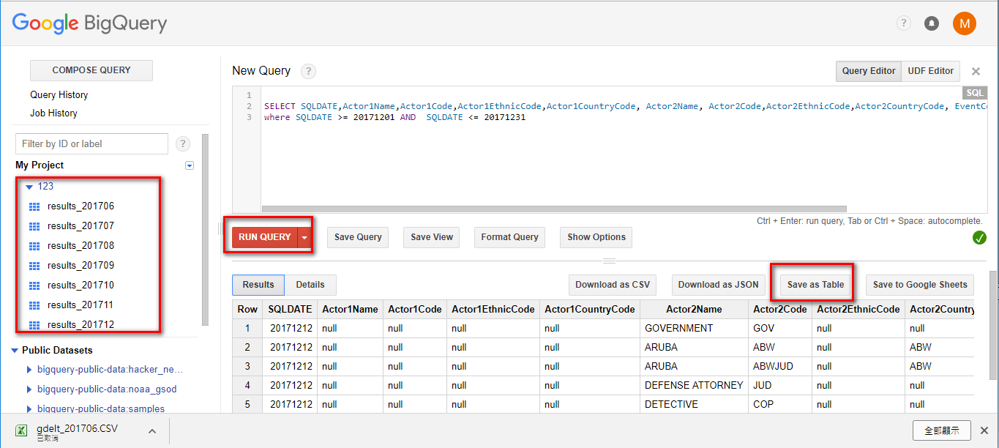 Google BigQuery
?
M
COMPOSE QUERY
Query History
Job History
Filter by ID or label
?
My Project
123
results_201706
results_201707
results_201708
results_201709
results_201710
results_201711
results_201712
Public Datasets
bigquery-public-data:hacker_ne…
bigquery-public-data:noaa_gsod
bigquery-public-data:samples
New Query ?
Query Editor UDF Editor
SQL
1
2 SELECT SQLDATE,Actor1Name,Actor1Code,Actor1EthnicCode,Actor1CountryCode, Actor2Name, Actor2Code,Actor2EthnicCode,Actor2CountryCode, EventCo
3 where SQLDATE >= 20171201 AND  SQLDATE <= 20171231
Ctrl + Enter: run query, Tab or Ctrl + Space: autocomplete.
RUN QUERY Save Query Save View Format Query Show Options
Results Details Download as CSV Download as JSON Save as Table Save to Google Sheets
Row SQLDATE Actor1Name Actor1Code Actor1EthnicCode Actor1CountryCode Actor2Name Actor2Code Actor2EthnicCode Actor2Country
1 20171212 null null null null GOVERNMENT GOV null null
2 20171212 null null null null ARUBA ABW null ABW
3 20171212 null null null null ARUBA ABWJUD null ABW
4 20171212 null null null null DEFENSE ATTORNEY JUD null null
5 20171212 null null null null DETECTIVE COP null null
gdelt_201706.CSV
已取消
全部顯示